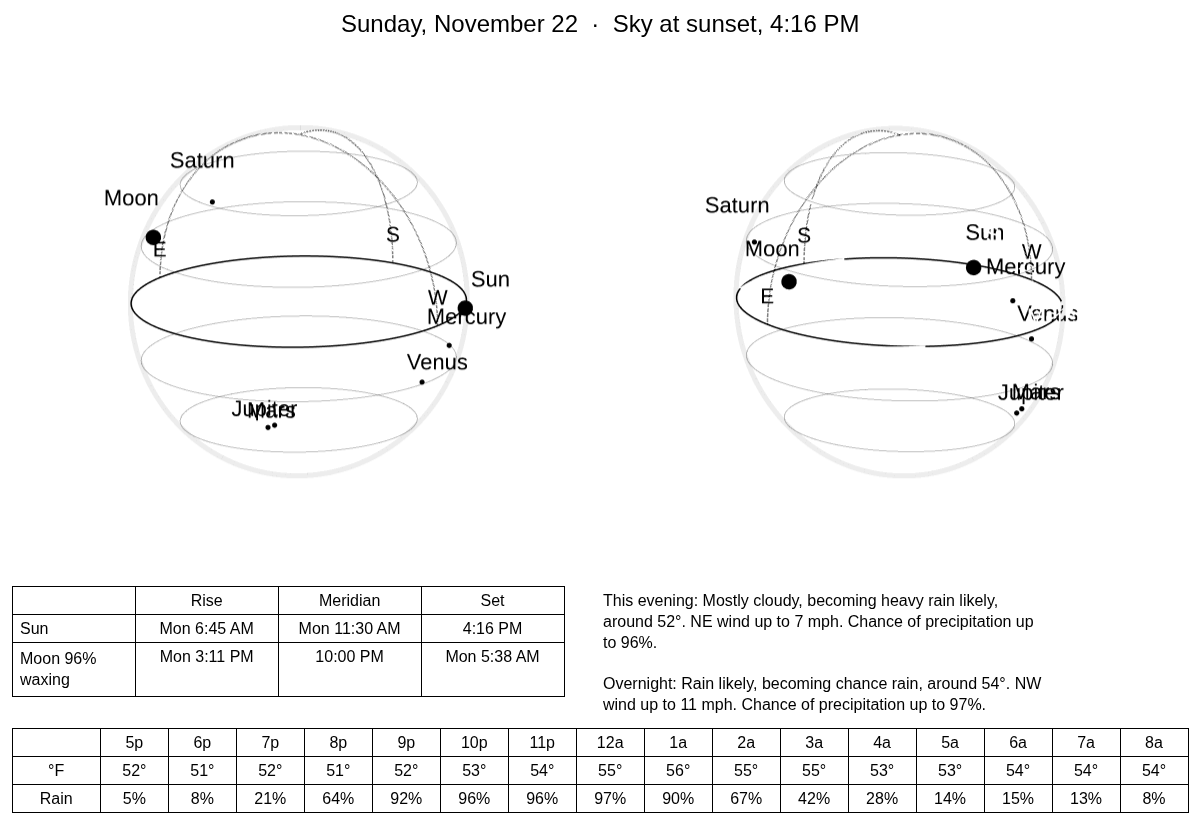 Sunday, November 22 · Sky at sunset, 4:16 PM
Saturn
Moon
E
S
Sun
W
Mercury
Venus
Jupiter
Mars
Saturn
Moon
S
Sun
W
Mercury
E
Venus
Jupiter
Mars
Rise Meridian Set
Sun Mon 6:45 AM Mon 11:30 AM 4:16 PM
Moon 96% Mon 3:11 PM 10:00 PM Mon 5:38 AM
waxing
This evening: Mostly cloudy, becoming heavy rain likely,
around 52°. NE wind up to 7 mph. Chance of precipitation up
to 96%.
Overnight: Rain likely, becoming chance rain, around 54°. NW
wind up to 11 mph. Chance of precipitation up to 97%.
5p 6p 7p 8p 9p 10p 11p 12a 1a 2a 3a 4a 5a 6a 7a 8a
°F 52° 51° 52° 51° 52° 53° 54° 55° 56° 55° 55° 53° 53° 54° 54° 54°
Rain 5% 8% 21% 64% 92% 96% 96% 97% 90% 67% 42% 28% 14% 15% 13% 8%